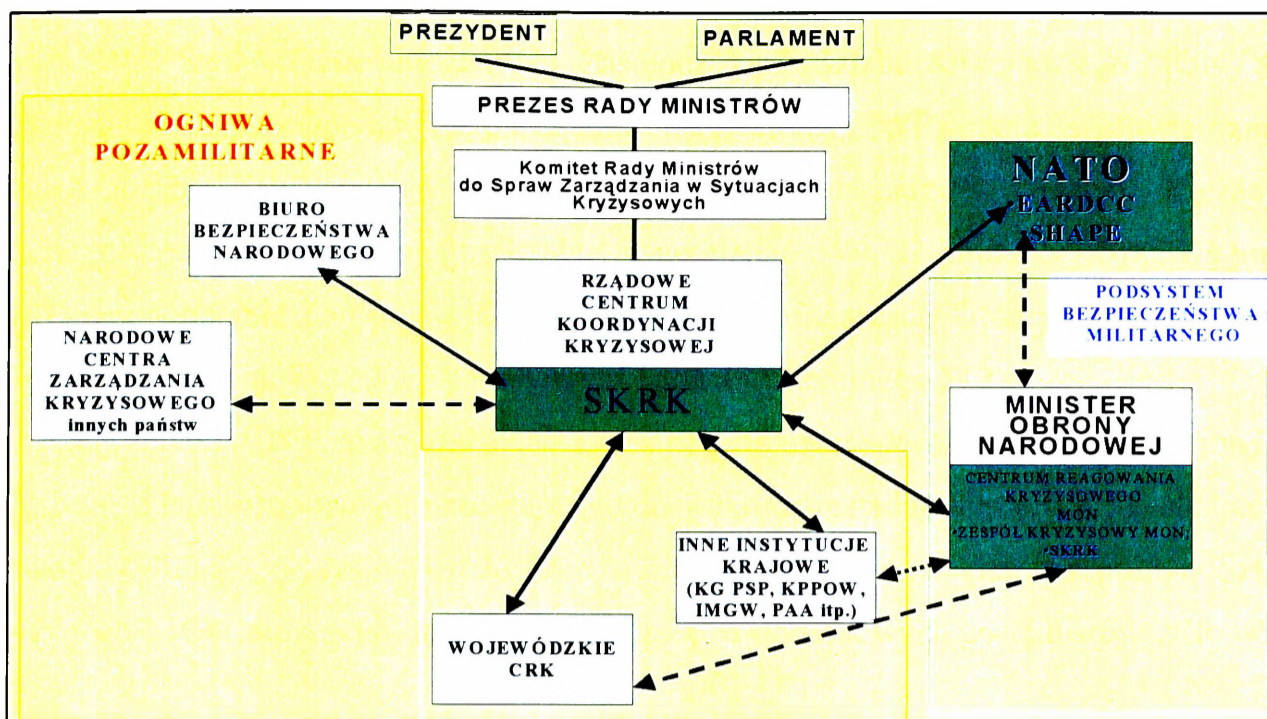 PREZYDENT
PARLAMENT
PREZES RADY MINISTRÓW
OGNIWA
POZAMILITARNE
Komitet Rady Ministrów
do Spraw Zarządzania w Sytuacjach
Kryzysowych
NATO
•EARDCC
•SHAPE
BIURO
BEZPIECZEŃSTWA
NARODOWEGO
RZĄDOWE
CENTRUM
KOORDYNACJI
KRYZYSOWEJ
SKRK
PODSYSTEM
BEZPIECZEŃSTWA
MILITARNEGO
NARODOWE
CENTRA
ZARZĄDZANIA
KRYZYSOWEGO
innych państw
MINISTER
OBRONY
NARODOWEJ
CENTRUM REAGOWANIA
KRYZYSOWEGO
MON
•ZESPÓŁ KRYZYSOWY MON;
•SKRK
INNE INSTYTUCJE
KRAJOWE
(KG PSP, KPPOW,
IMGW, PAA itp.)
WOJEWÓDZKIE
CRK